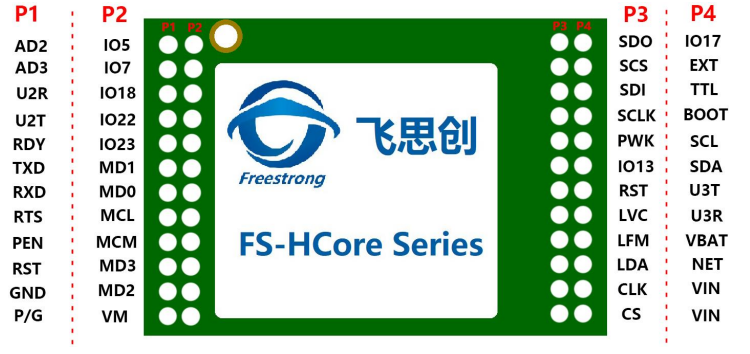 P1 P2 P3 P4
P1 P2 P3 P4
AD2 IO5 SDO IO17
AD3 IO7 SCS EXT
U2R IO18 SDI TTL
U2T IO22 SCLK BOOT
RDY IO23 PWK SCL
TXD MD1 IO13 SDA
RXD MD0 RST U3T
RTS MCL LVC U3R
PEN MCM LFM VBAT
RST MD3 LDA NET
GND MD2 CLK VIN
P/G VM CS VIN
飞思创
Freestrong
FS-HCore Series